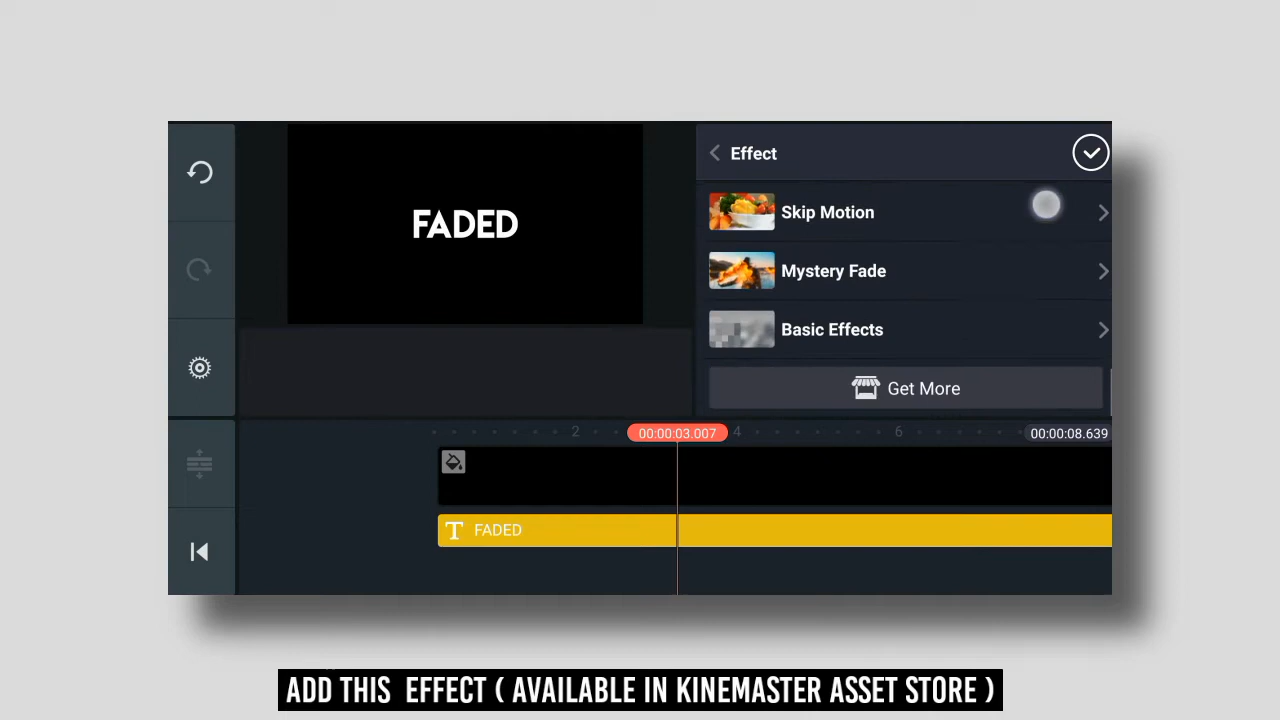 Effect
FADED
Skip Motion
Mystery Fade
Basic Effects
Get More
2 00:00:03.007 4 6 00:00:08.639
T FADED
ADD THIS EFFECT ( AVAILABLE IN KINEMASTER ASSET STORE )